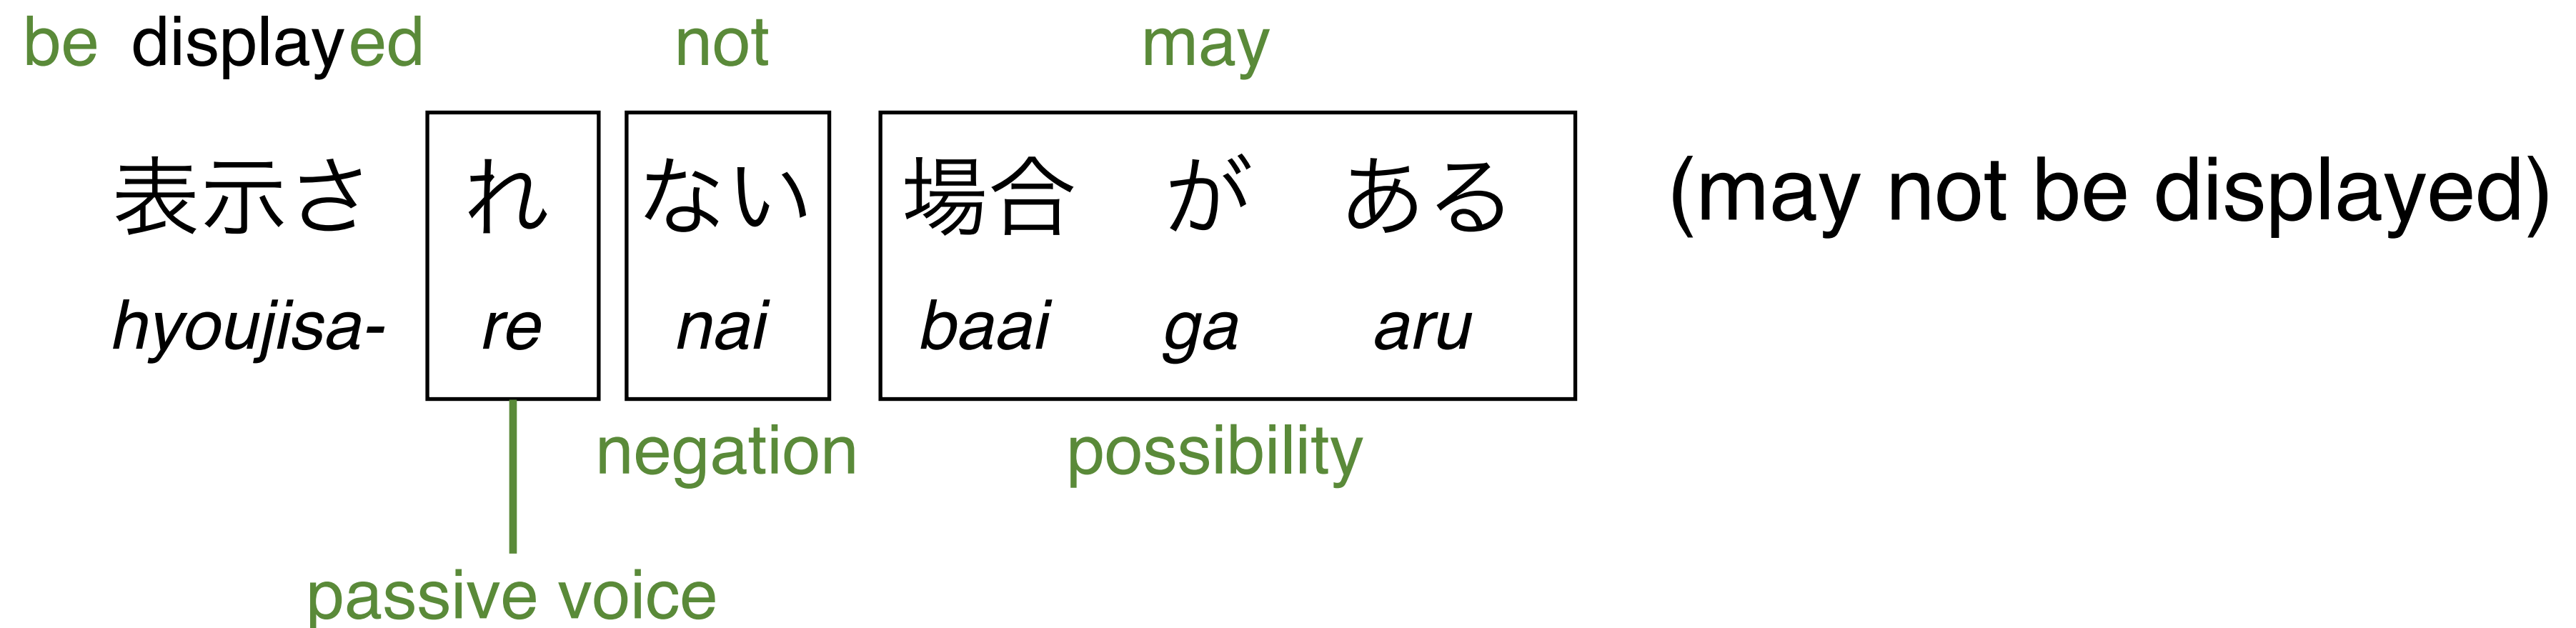 be displayed not may
表示さ れ ない 場合 が ある (may not be displayed)
hyoujisa- re nai baai ga aru
negation possibility
passive voice